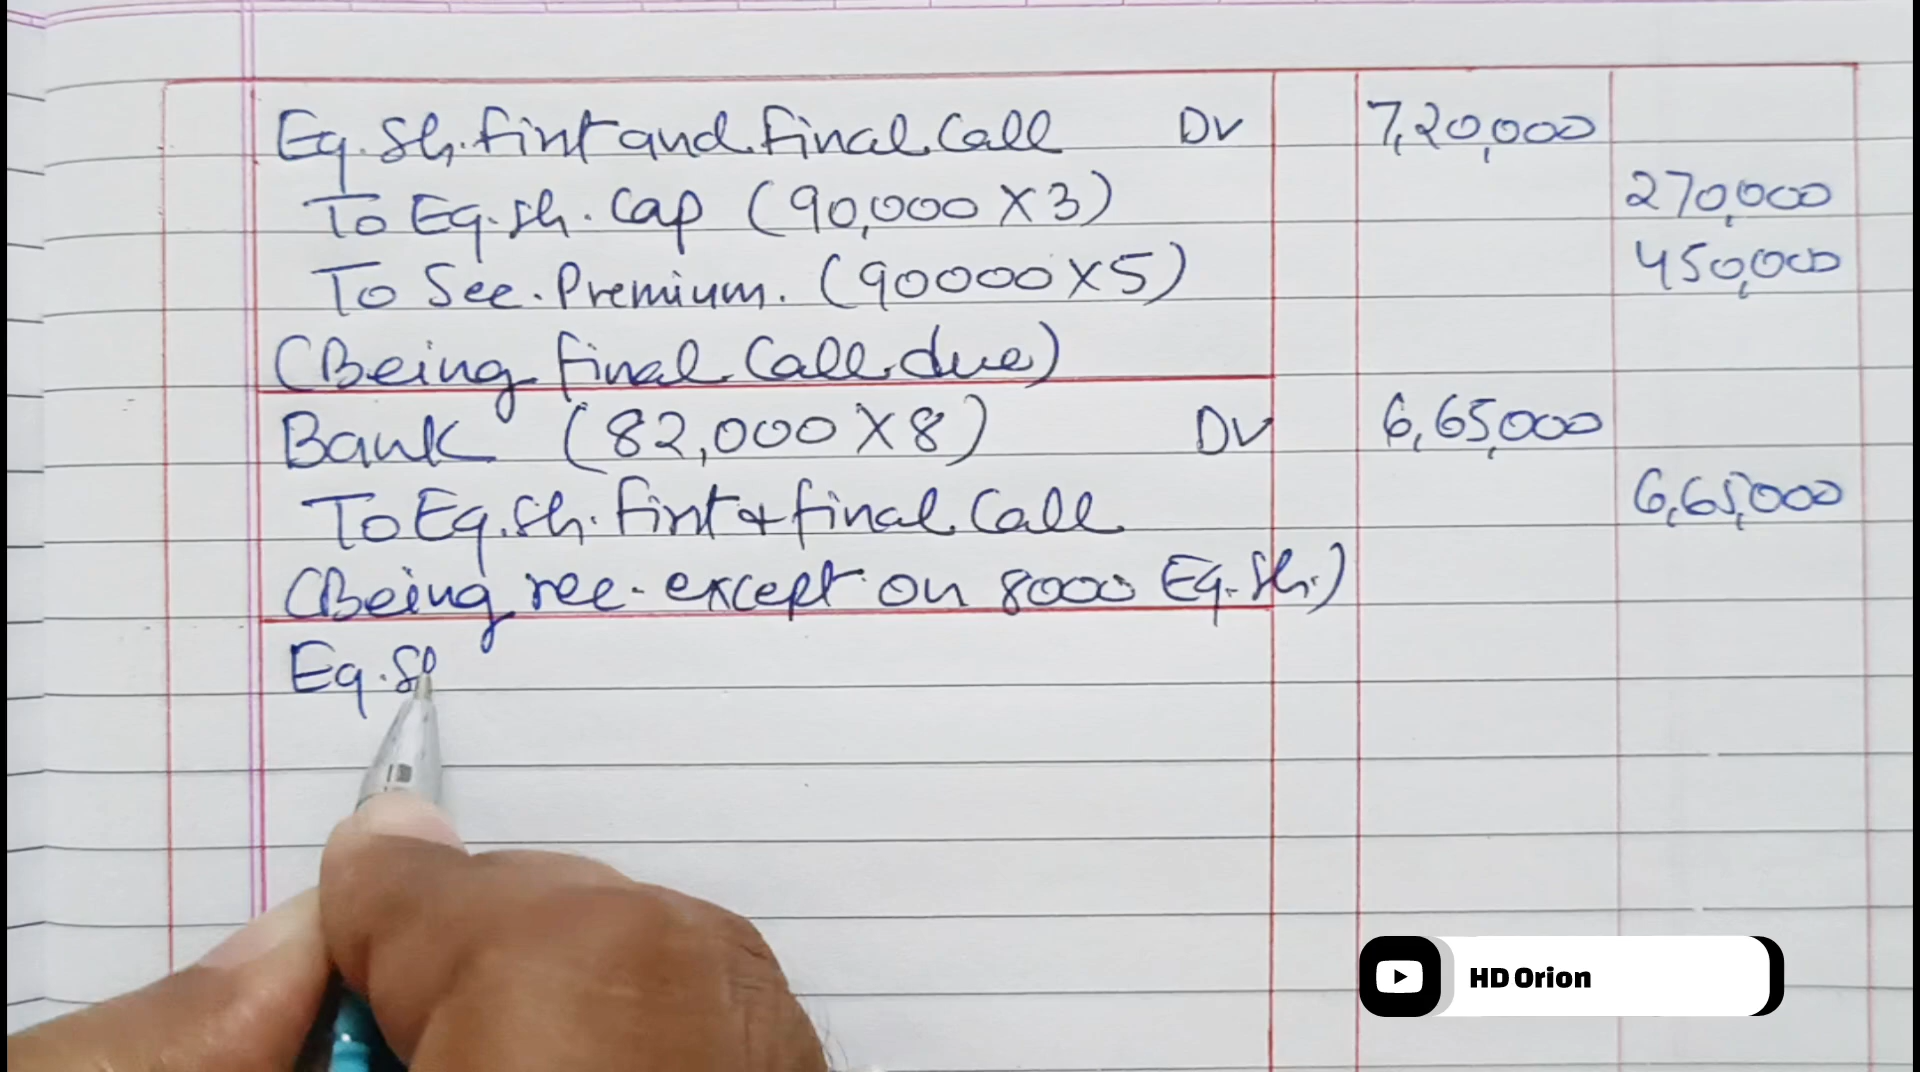 Eq. Sh. first and final Call Dr 7,20,000
To Eq. sh. Cap (90,000 X 3) 270,000
To Sec. Premium. (90000 X 5) 450,000
(Being final Call due)
Bank (82,000 X 8) Dr 6,65,000
To Eq. Sh. first & final Call 6,65,000
(Being rec. except on 8000 Eq. Sh.)
Eq. Sh
HD Orion